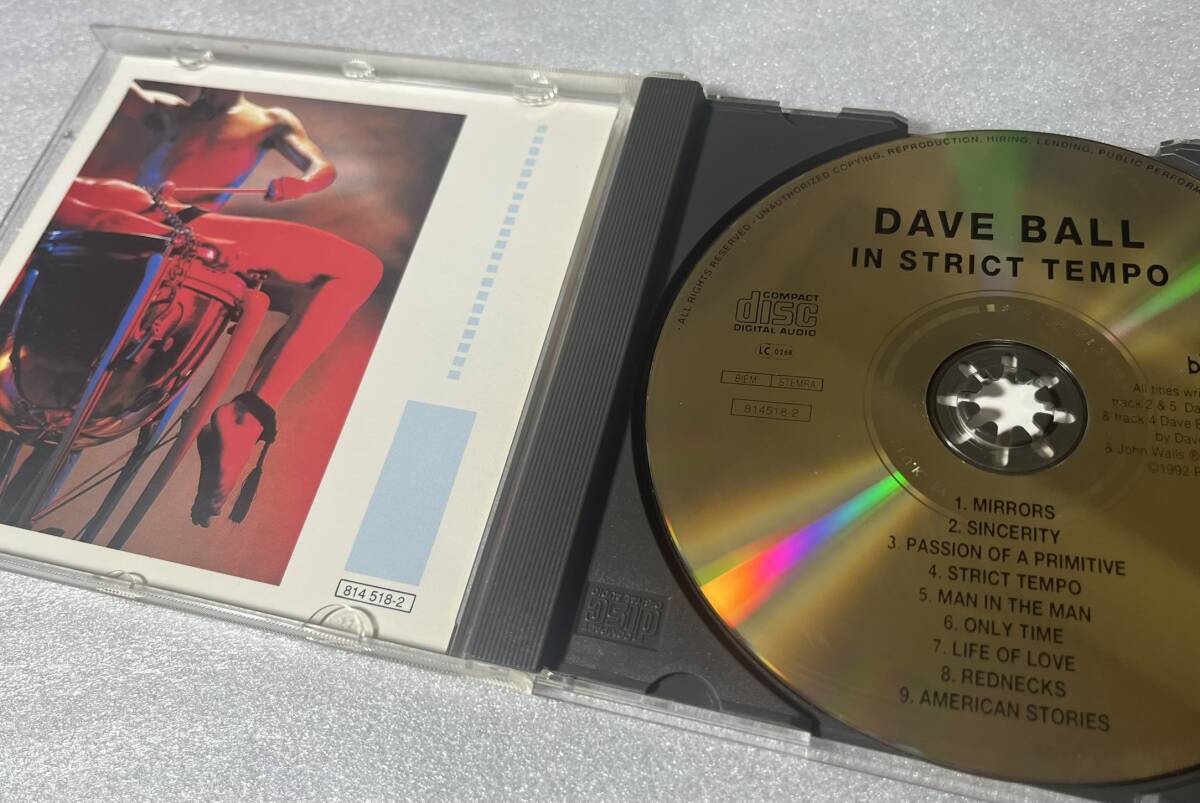 814 518-2
· ALL RIGHTS RESERVED · UNAUTHORIZED COPYING, REPRODUCTION, HIRING, LENDING, PUBLIC PERFORM
DAVE BALL
IN STRICT TEMPO
COMPACT
disc
DIGITAL AUDIO
LC 0268
BIEM STEMRA
814518-2
b
All titles wri
track 2 & 5 Da
& track 4 Dave B
by Dav
& John Walls ℗
©1992 P
1. MIRRORS
2. SINCERITY
3. PASSION OF A PRIMITIVE
4. STRICT TEMPO
5. MAN IN THE MAN
6. ONLY TIME
7. LIFE OF LOVE
8. REDNECKS
9. AMERICAN STORIES
disc